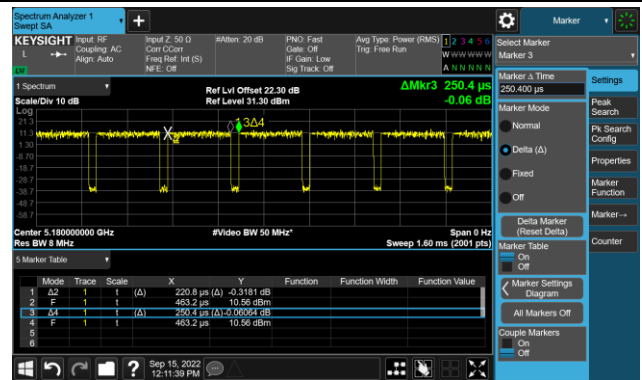 Spectrum Analyzer 1
Swept SA
+
Marker
KEYSIGHT
L
LW
Input: RF
Coupling: AC
Align: Auto
Input Z: 50 Ω
Corr CCorr
Freq Ref: Int (S)
NFE: Off
#Atten: 20 dB
PNO: Fast
Gate: Off
IF Gain: Low
Sig Track: Off
Avg Type: Power (RMS)
Trig: Free Run
1 2 3 4 5 6
W W W W W W
A N N N N N
Select Marker
Marker 3
1 Spectrum
Scale/Div 10 dB
Ref Lvl Offset 22.30 dB
Ref Level 31.30 dBm
ΔMkr3 250.4 µs
-0.06 dB
Log
21.3
11.3
1.30
-8.70
-18.7
-28.7
-38.7
-48.7
-58.7
3Δ4
Center 5.180000000 GHz
Res BW 8 MHz
#Video BW 50 MHz*
Span 0 Hz
Sweep 1.60 ms (2001 pts)
5 Marker Table
Mode Trace Scale X Y Function Function Width Function Value
1 Δ2 1 t (Δ) 220.8 µs (Δ) -0.3181 dB
2 F 1 t 463.2 µs 10.56 dBm
3 Δ4 1 t (Δ) 250.4 µs (Δ) -0.06064 dB
4 F 1 t 463.2 µs 10.56 dBm
5
6
Marker Δ Time
250.400 µs
Marker Mode
Normal
Delta (Δ)
Fixed
Off
Delta Marker
(Reset Delta)
Marker Table
On
Off
Marker Settings
Diagram
All Markers Off
Couple Markers
On
Off
Settings
Peak
Search
Pk Search
Config
Properties
Marker
Function
Marker→
Counter
?
Sep 15, 2022
12:11:39 PM